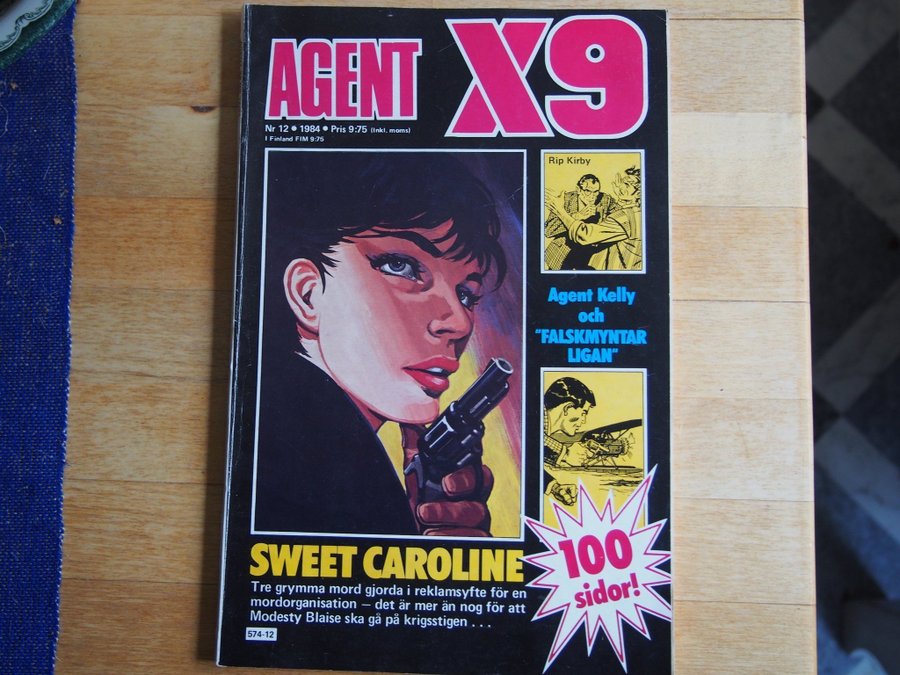 AGENT X9
Nr 12 • 1984 • Pris 9:75 (Inkl. moms)
I Finland FIM 9:75
Rip Kirby
Agent Kelly
och
"FALSKMYNTAR
LIGAN"
100
sidor!
SWEET CAROLINE
Tre grymma mord gjorda i reklamsyfte för en
mordorganisation – det är mer än nog för att
Modesty Blaise ska gå på krigsstigen . . .
574-12